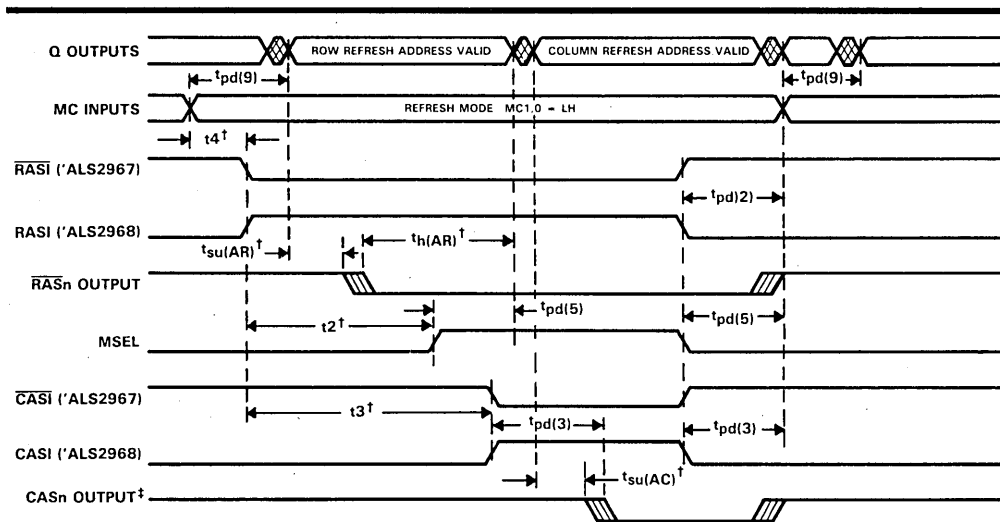 Q OUTPUTS
ROW REFRESH ADDRESS VALID
COLUMN REFRESH ADDRESS VALID
tpd(9)
tpd(9)
MC INPUTS
REFRESH MODE MC1,0 = LH
t4†
RASI ('ALS2967)
tpd)2)
RASI ('ALS2968)
tsu(AR)†
th(AR)†
RASn OUTPUT
t2†
tpd(5)
tpd(5)
MSEL
CASI ('ALS2967)
t3†
tpd(3)
tpd(3)
CASI ('ALS2968)
tsu(AC)†
CASn OUTPUT‡